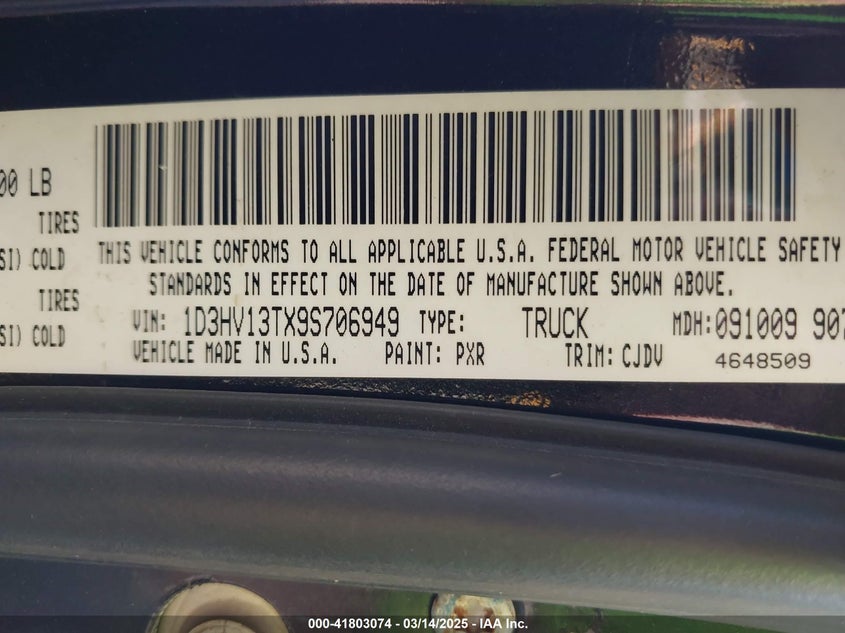 00 LB
TIRES
SI) COLD
TIRES
SI) COLD
THIS VEHICLE CONFORMS TO ALL APPLICABLE U.S.A. FEDERAL MOTOR VEHICLE SAFETY
STANDARDS IN EFFECT ON THE DATE OF MANUFACTURE SHOWN ABOVE.
VIN: 1D3HV13TX9S706949 TYPE: TRUCK MDH:091009 907
VEHICLE MADE IN U.S.A. PAINT: PXR TRIM: CJDV 4648509
000-41803074 - 03/14/2025 - IAA Inc.